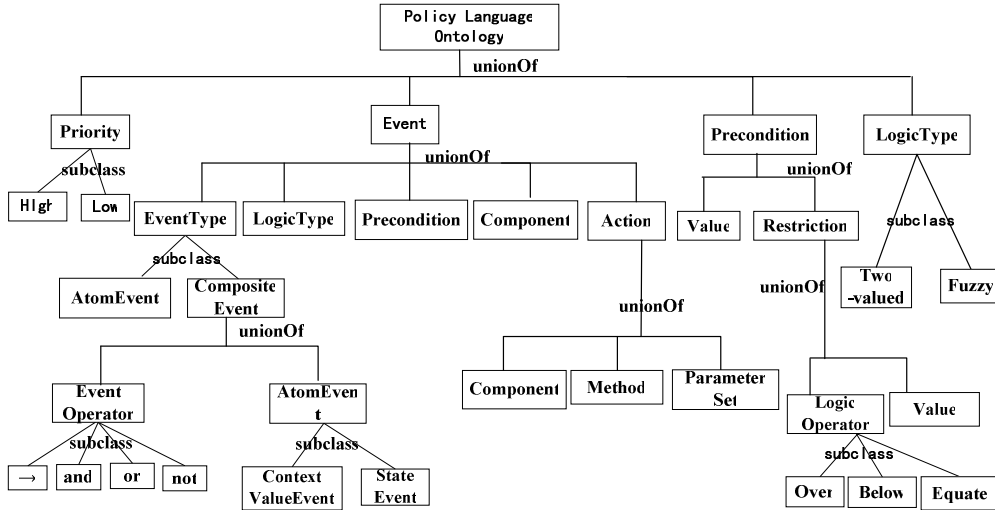 Policy Language
Ontology
unionOf
Priority
Event
Precondition
LogicType
subclass
unionOf
unionOf
High
Low
EventType
LogicType
Precondition
Component
Action
Value
Restriction
subclass
subclass
AtomEvent
Composite
Event
unionOf
unionOf
Two
-valued
Fuzzy
unionOf
Event
Operator
AtomEven
t
Component
Method
Parameter
Set
Logic
Operator
Value
subclass
subclass
subclass
→
and
or
not
Context
ValueEvent
State
Event
Over
Below
Equate